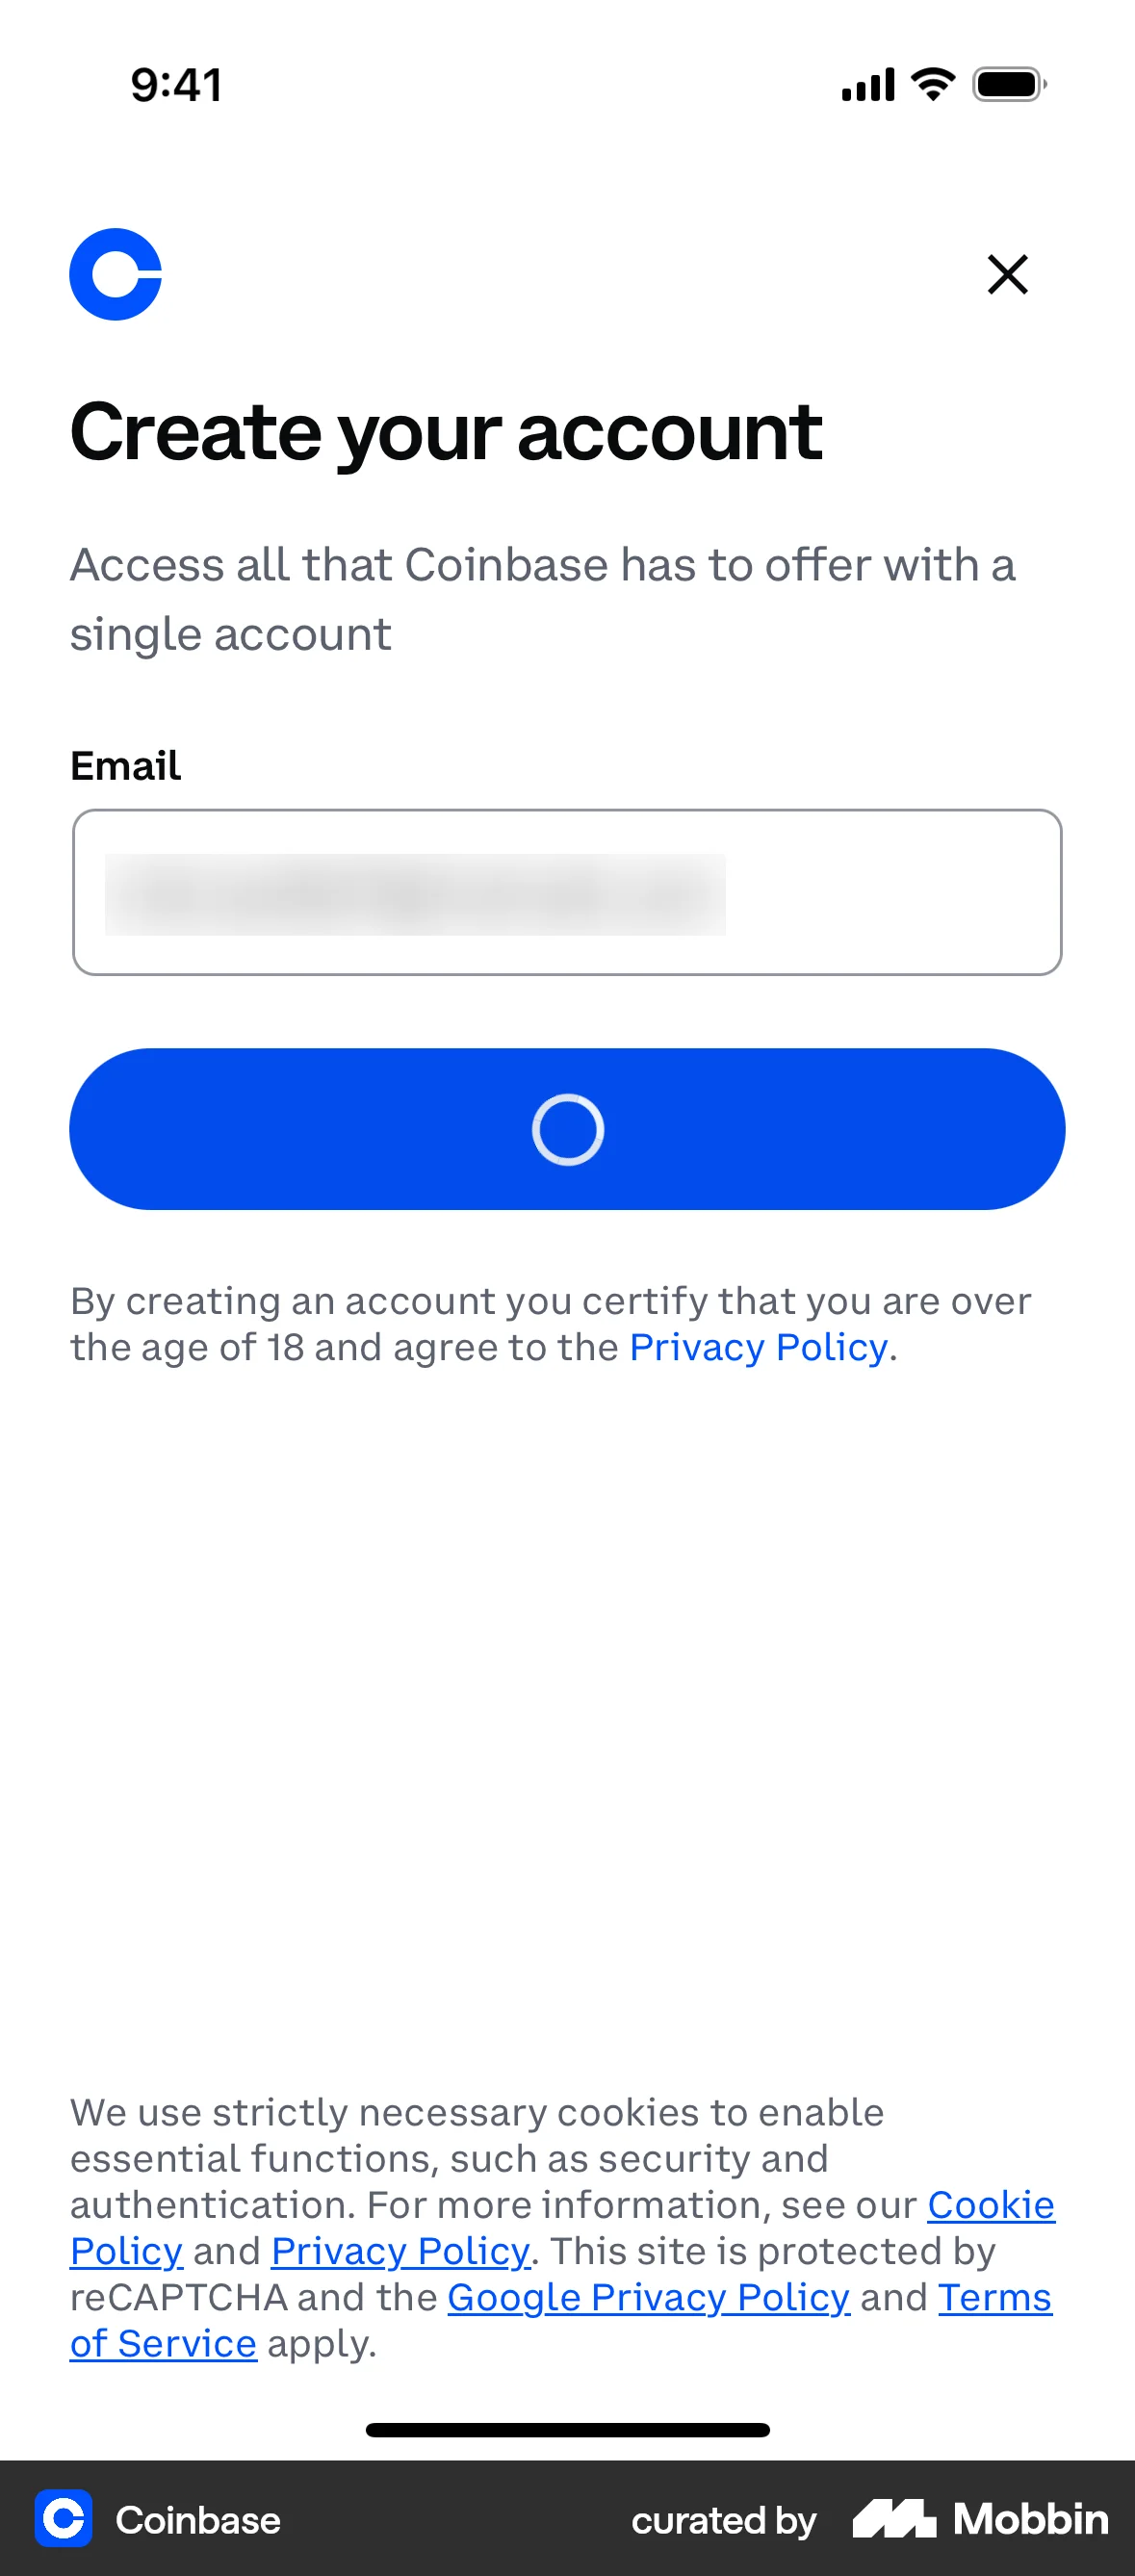 9:41
Create your account
Access all that Coinbase has to offer with a
single account
Email
By creating an account you certify that you are over
the age of 18 and agree to the Privacy Policy.
We use strictly necessary cookies to enable
essential functions, such as security and
authentication. For more information, see our Cookie
Policy and Privacy Policy. This site is protected by
reCAPTCHA and the Google Privacy Policy and Terms
of Service apply.
Coinbase curated by Mobbin